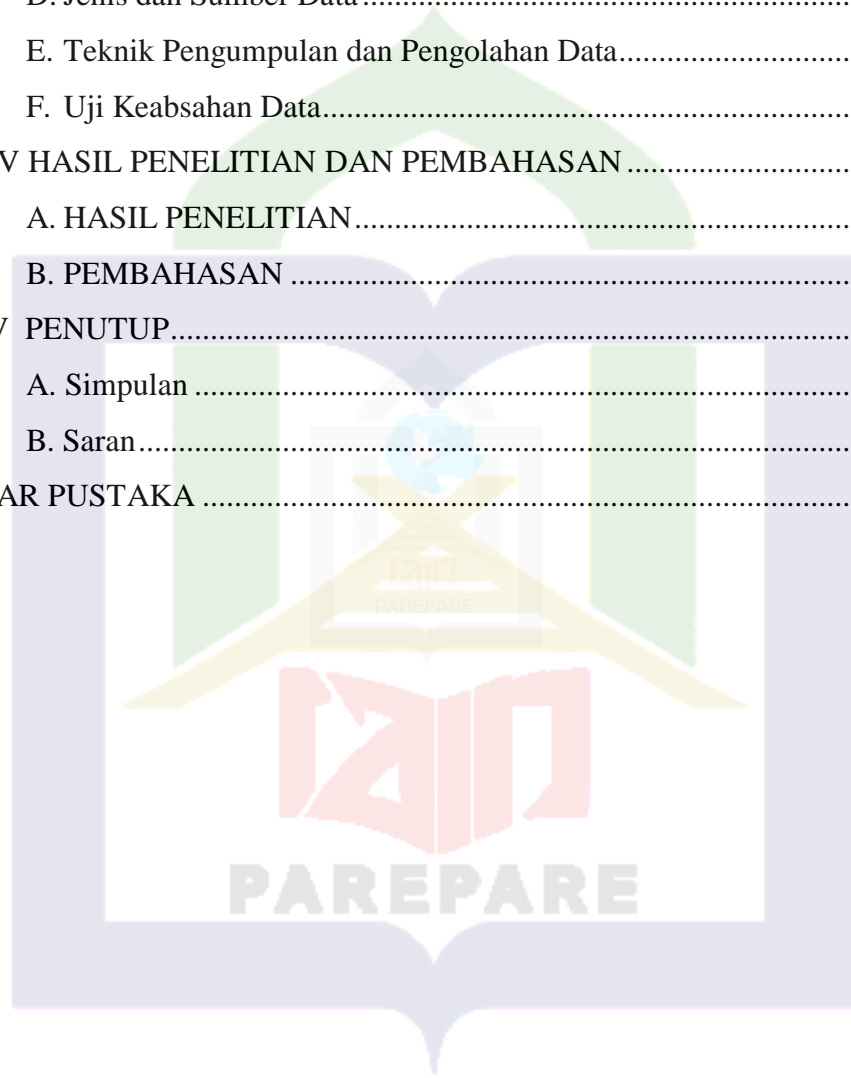 D. Jenis dan Sumber Data..........................................................................
E. Teknik Pengumpulan dan Pengolahan Data............................
F. Uji Keabsahan Data....................................................................
V HASIL PENELITIAN DAN PEMBAHASAN............................
A. HASIL PENELITIAN................................................................
B. PEMBAHASAN........................................................................
V PENUTUP.....................................................................................
A. Simpulan....................................................................................
B. Saran...........................................................................................
AR PUSTAKA.................................................................................
PAREPARE
PAREPARE